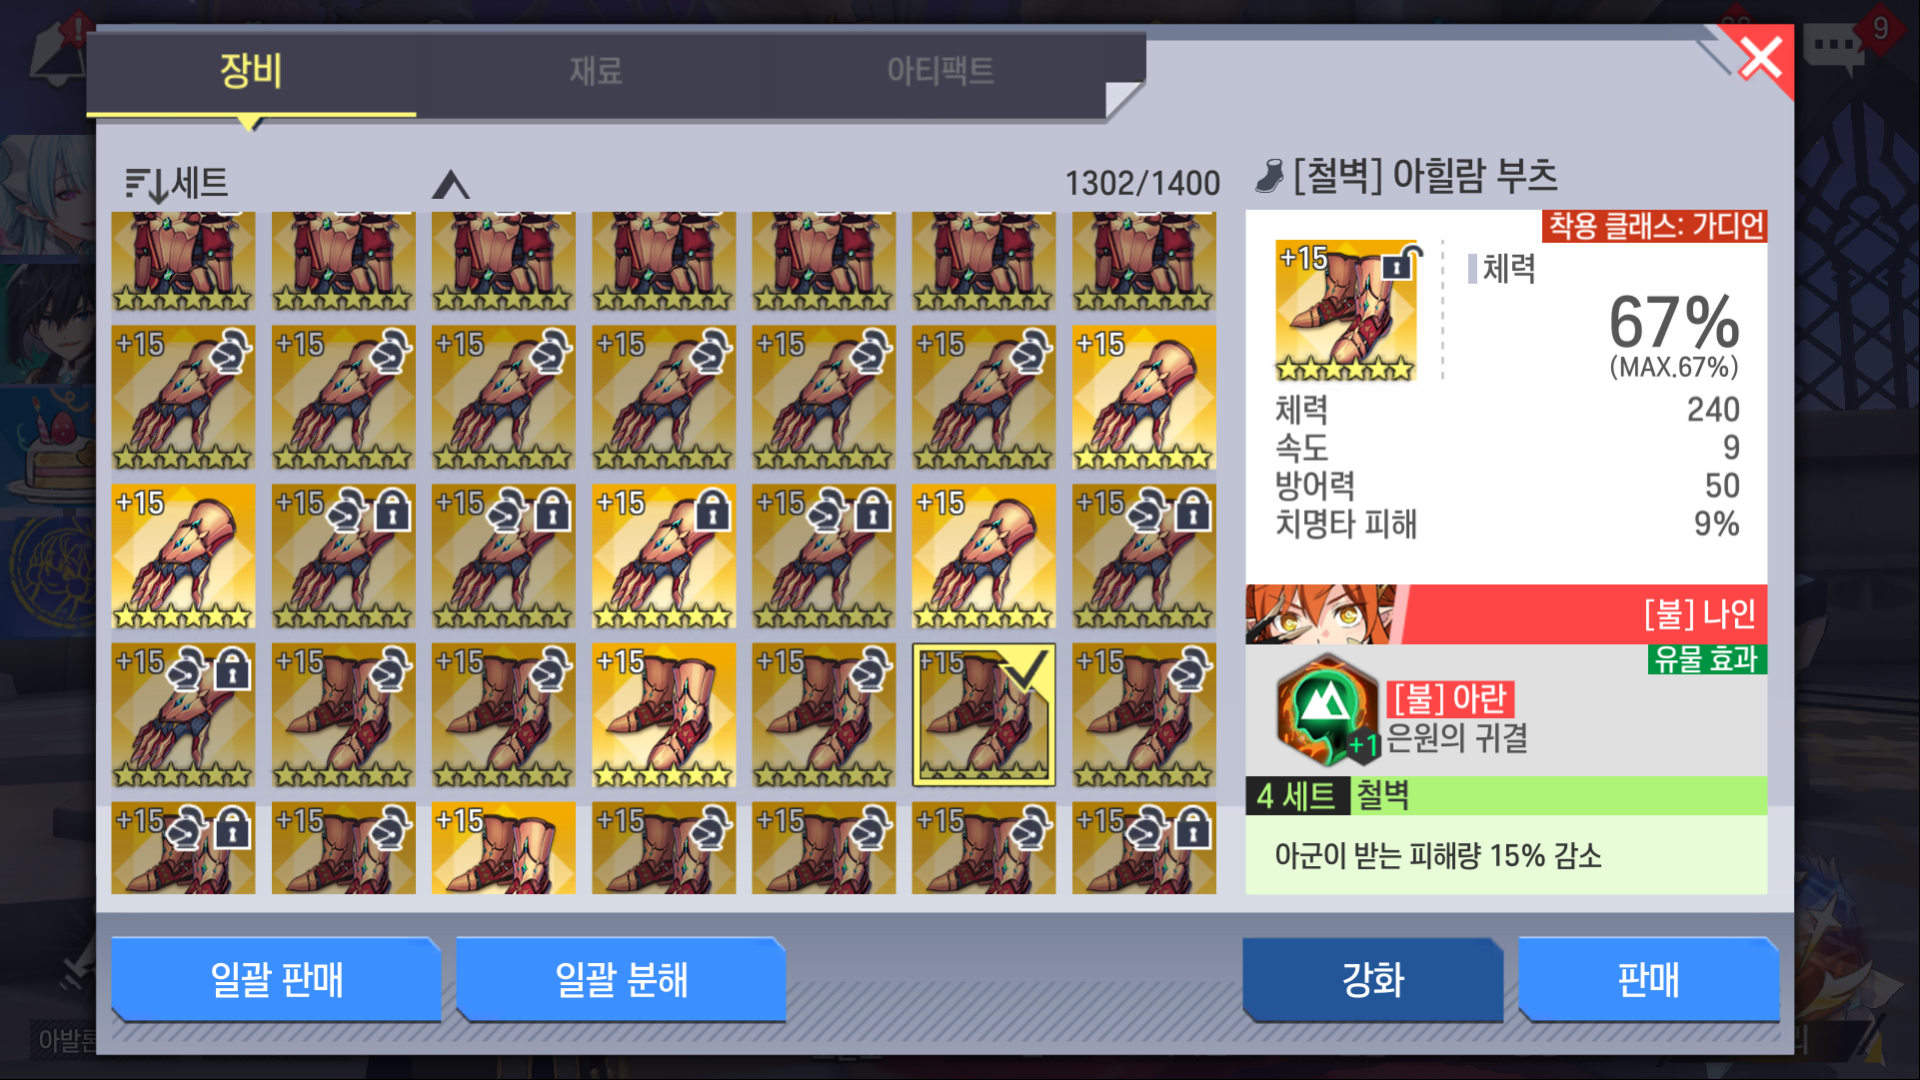 장비
재료
아티팩트
9
세트
1302/1400
[철벽] 아힐람 부츠
착용 클래스: 가디언
+15
체력
67%
(MAX.67%)
체력 240
속도 9
방어력 50
치명타 피해 9%
[불] 나인
유물 효과
[불] 아란
+1 은원의 귀결
4 세트 철벽
아군이 받는 피해량 15% 감소
+15 +15 +15 +15 +15 +15 +15
+15 +15 +15 +15 +15 +15 +15
+15 +15 +15 +15 +15 +15 +15
+15 +15 +15 +15 +15 +15 +15
일괄 판매
일괄 분해
강화
판매